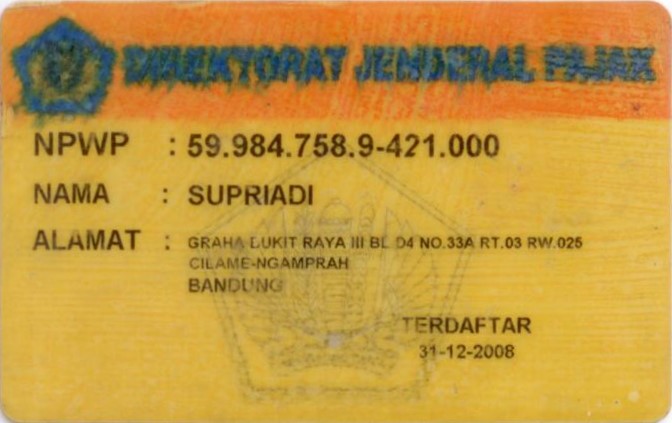 DIREKTORAT JENDERAL PAJAK
NPWP : 59.984.758.9-421.000
NAMA : SUPRIADI
ALAMAT : GRAHA BUKIT RAYA III BL D4 NO.33A RT.03 RW.025
CILAME-NGAMPRAH
BANDUNG
TERDAFTAR
31-12-2008